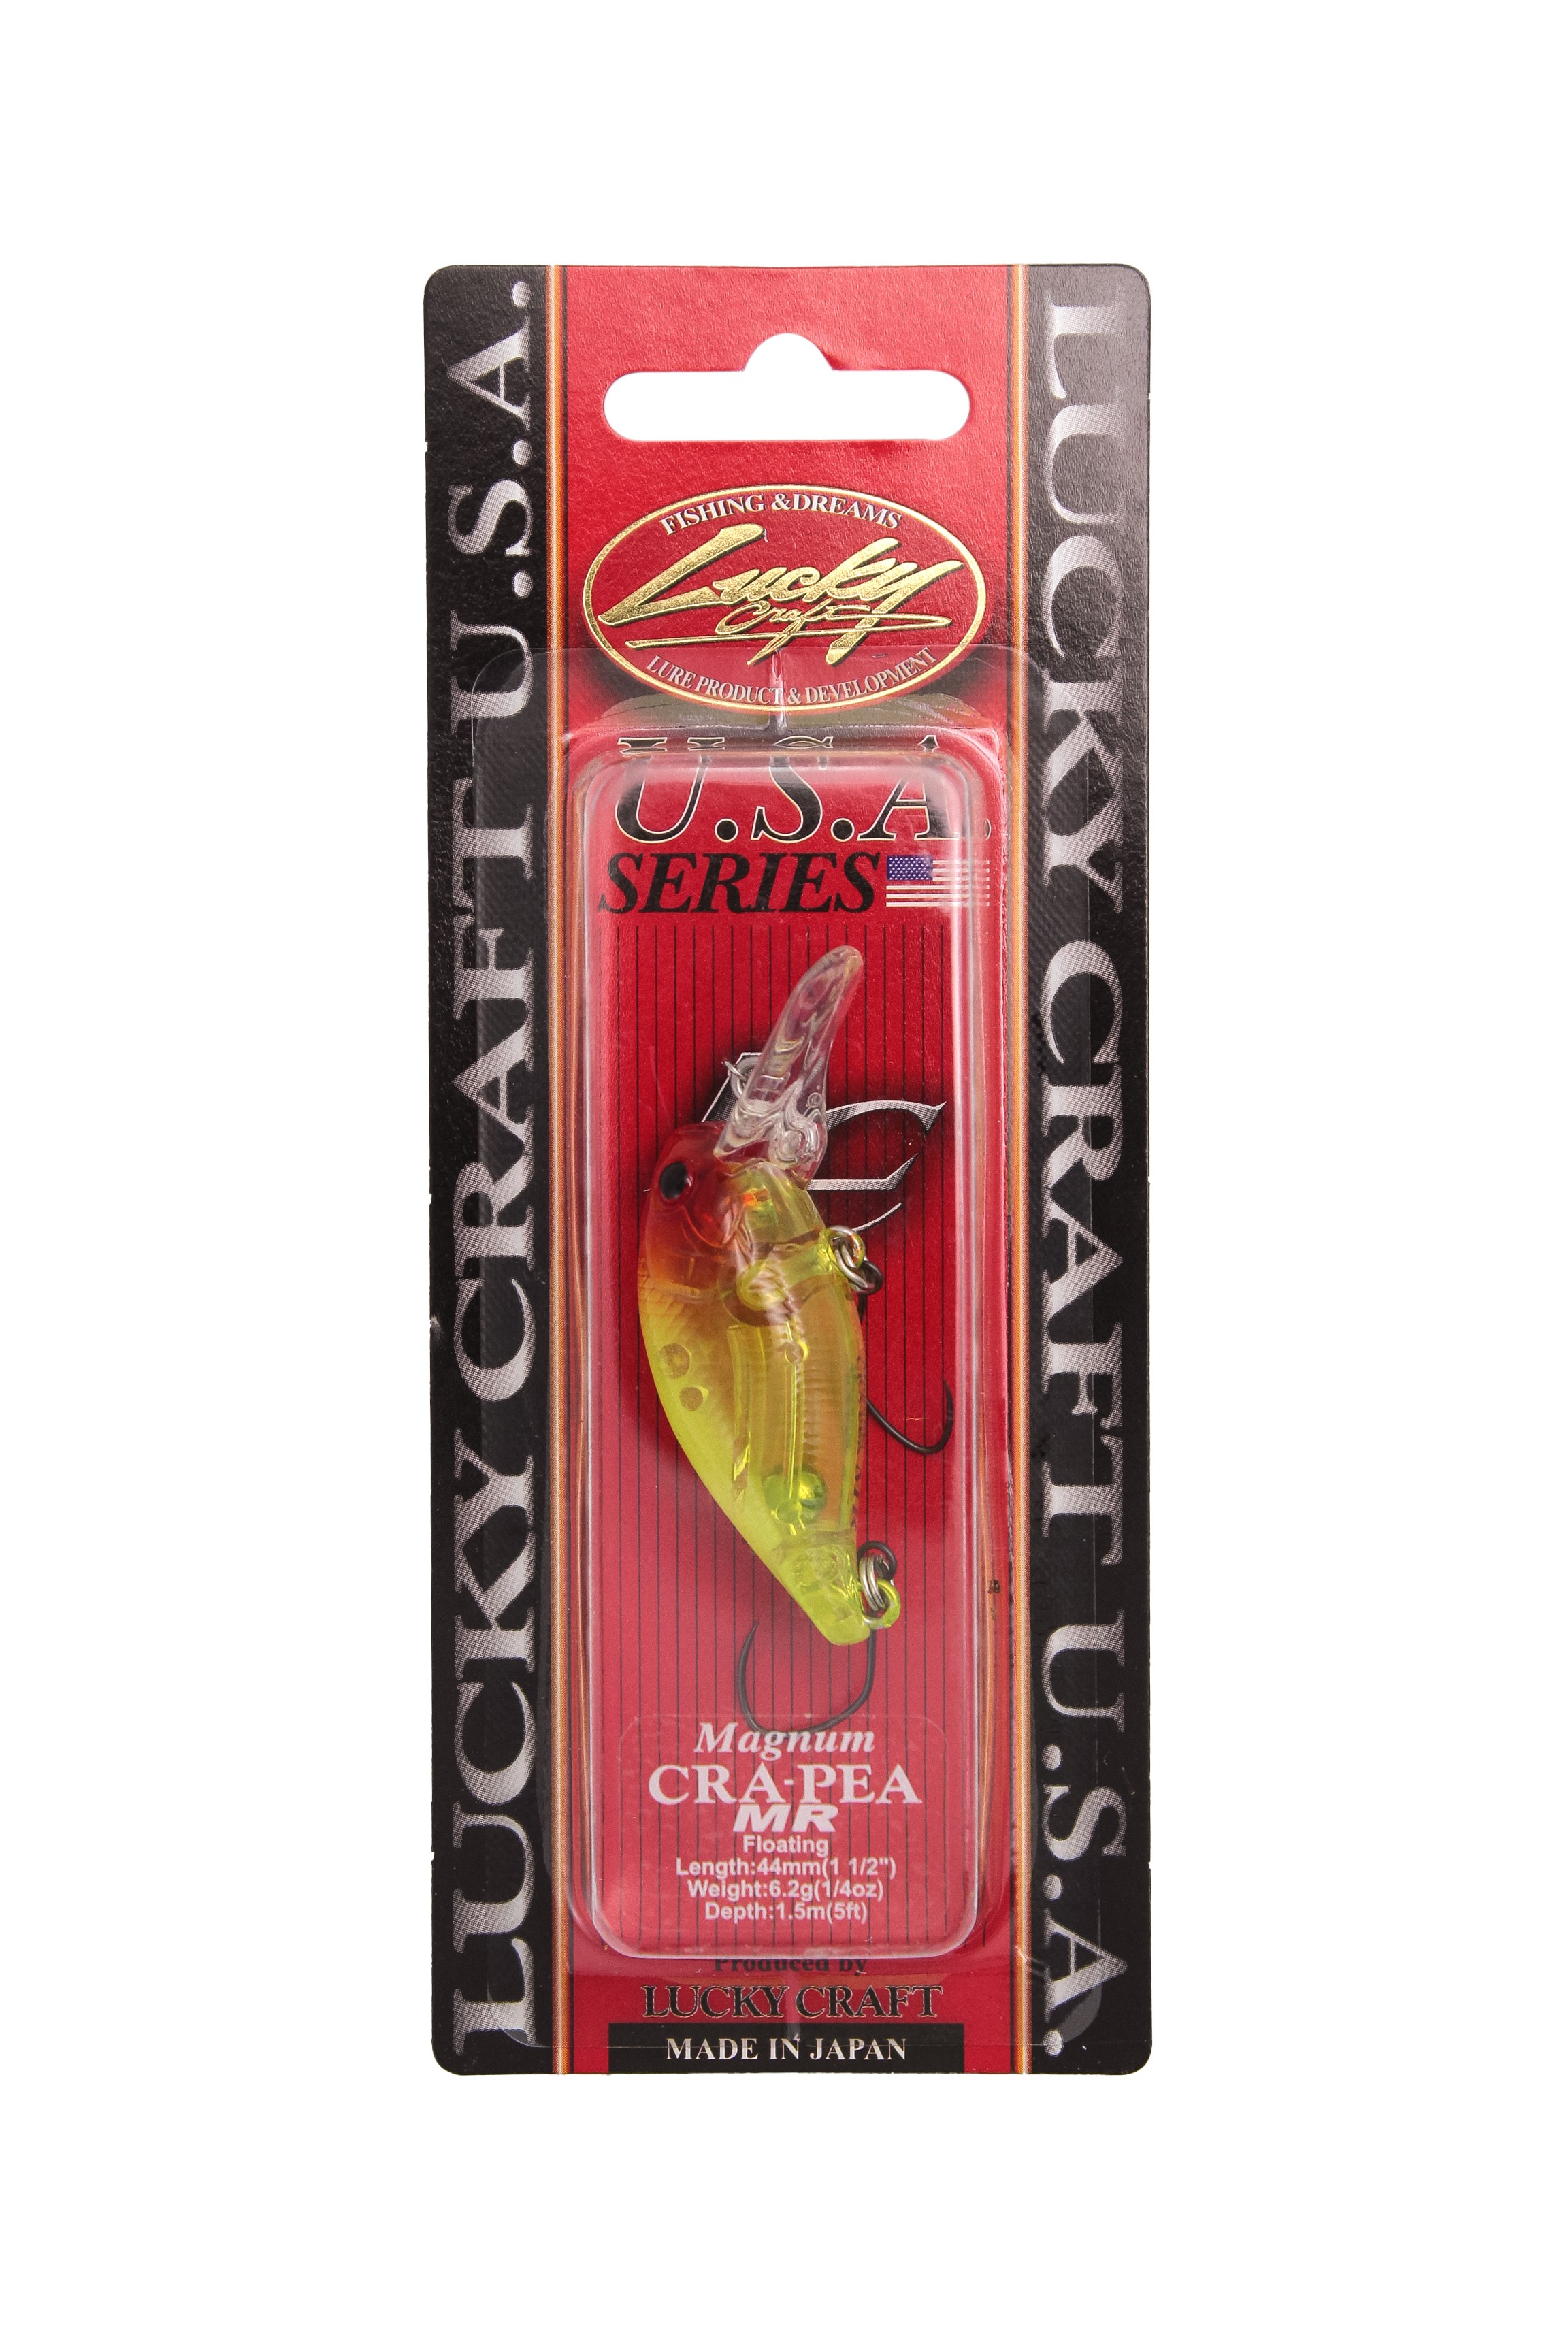 LUCKY CRAFT U.S.A.
FISHING &DREAMS
Lucky
Craft
LURE PRODUCT & DEVELOPMENT
U.S.A.
SERIES
LC
Magnum
CRA-PEA
MR
Floating
Length:44mm(1 1/2")
Weight:6.2g(1/4oz)
Depth:1.5m(5ft)
Produced by
LUCKY CRAFT
MADE IN JAPAN
LUCKY CRAFT U.S.A.